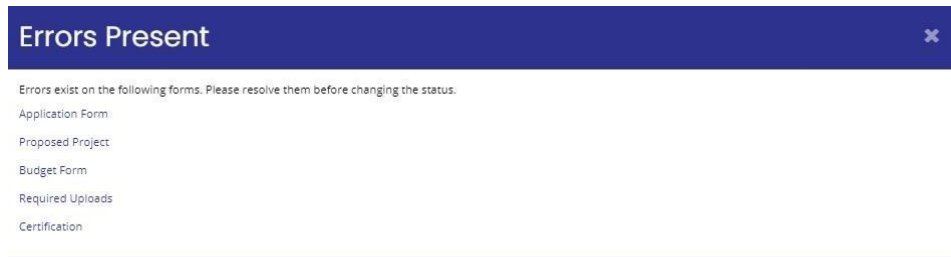 Errors Present
Errors exist on the following forms. Please resolve them before changing the status.
Application Form
Proposed Project
Budget Form
Required Uploads
Certification